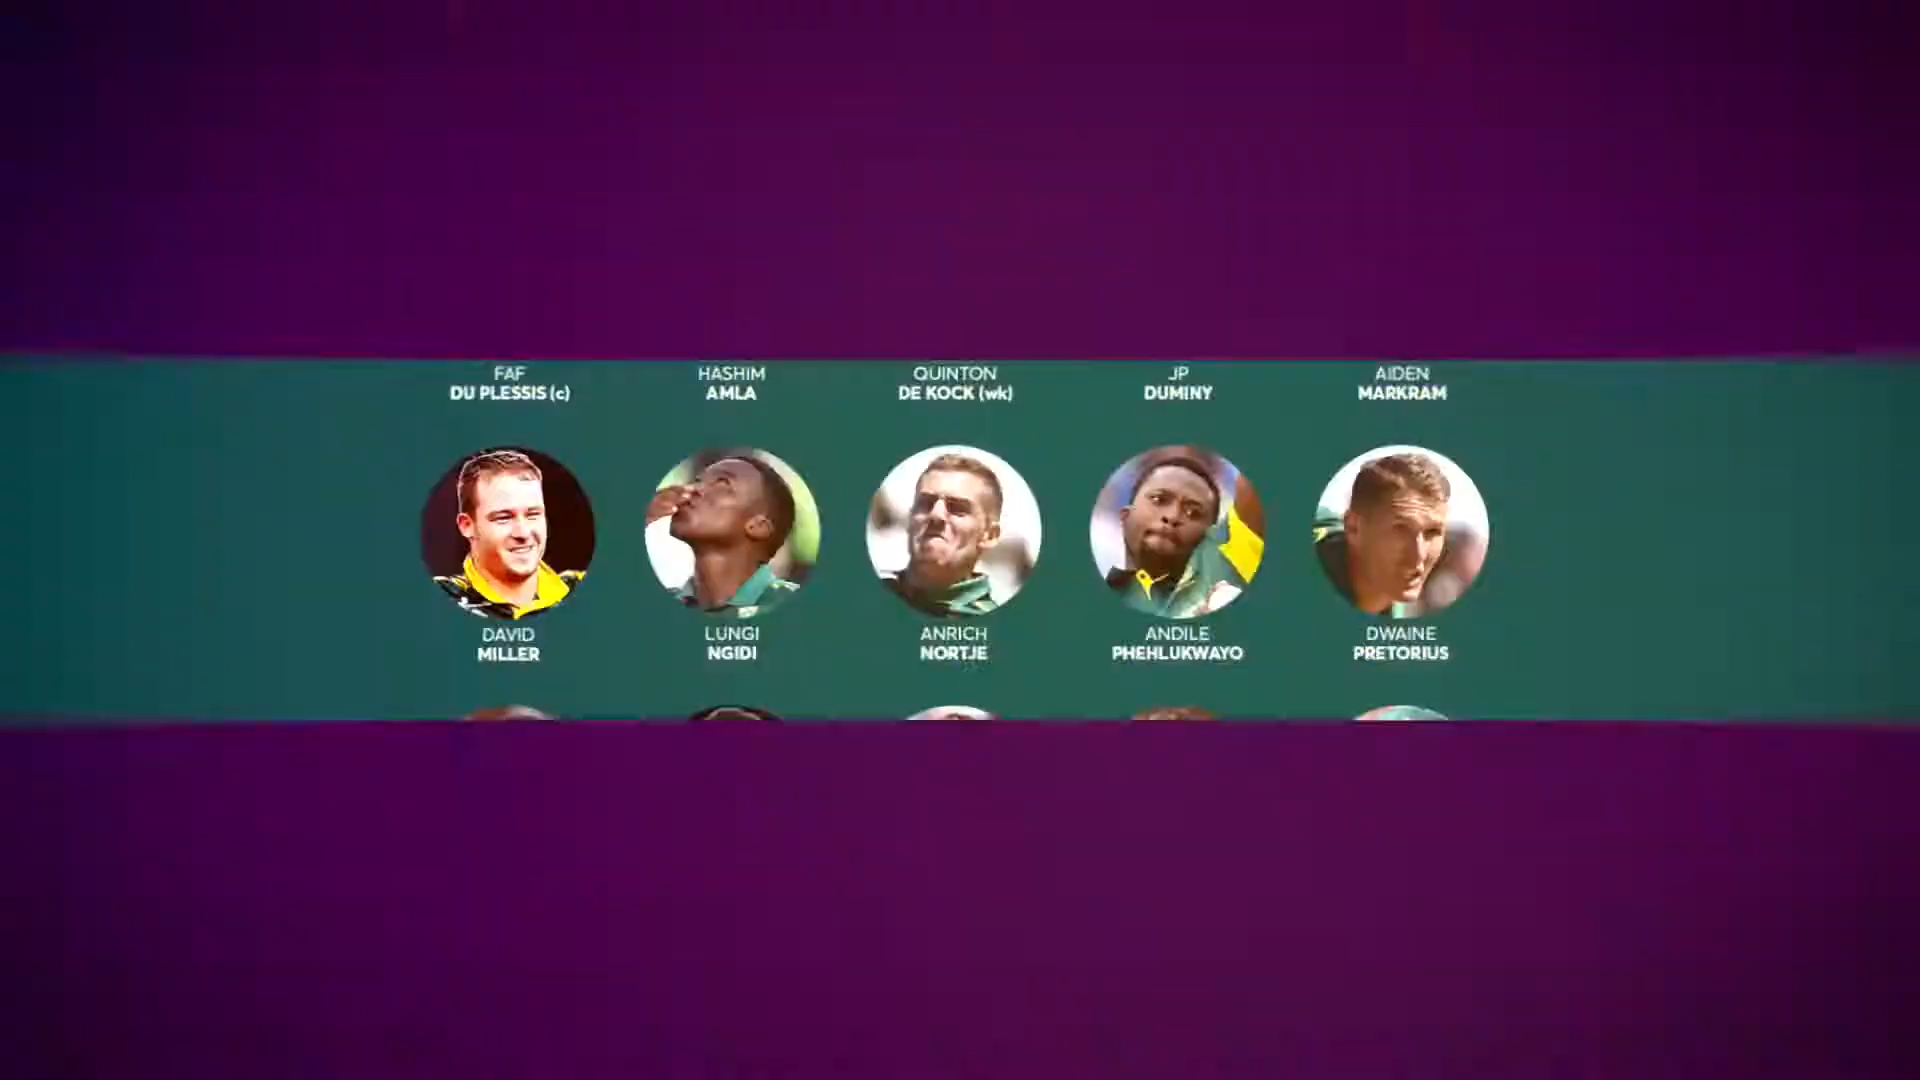 FAF
DU PLESSIS (c)
HASHIM
AMLA
QUINTON
DE KOCK (wk)
JP
DUMINY
AIDEN
MARKRAM
DAVID
MILLER
LUNGI
NGIDI
ANRICH
NORTJE
ANDILE
PHEHLUKWAYO
DWAINE
PRETORIUS